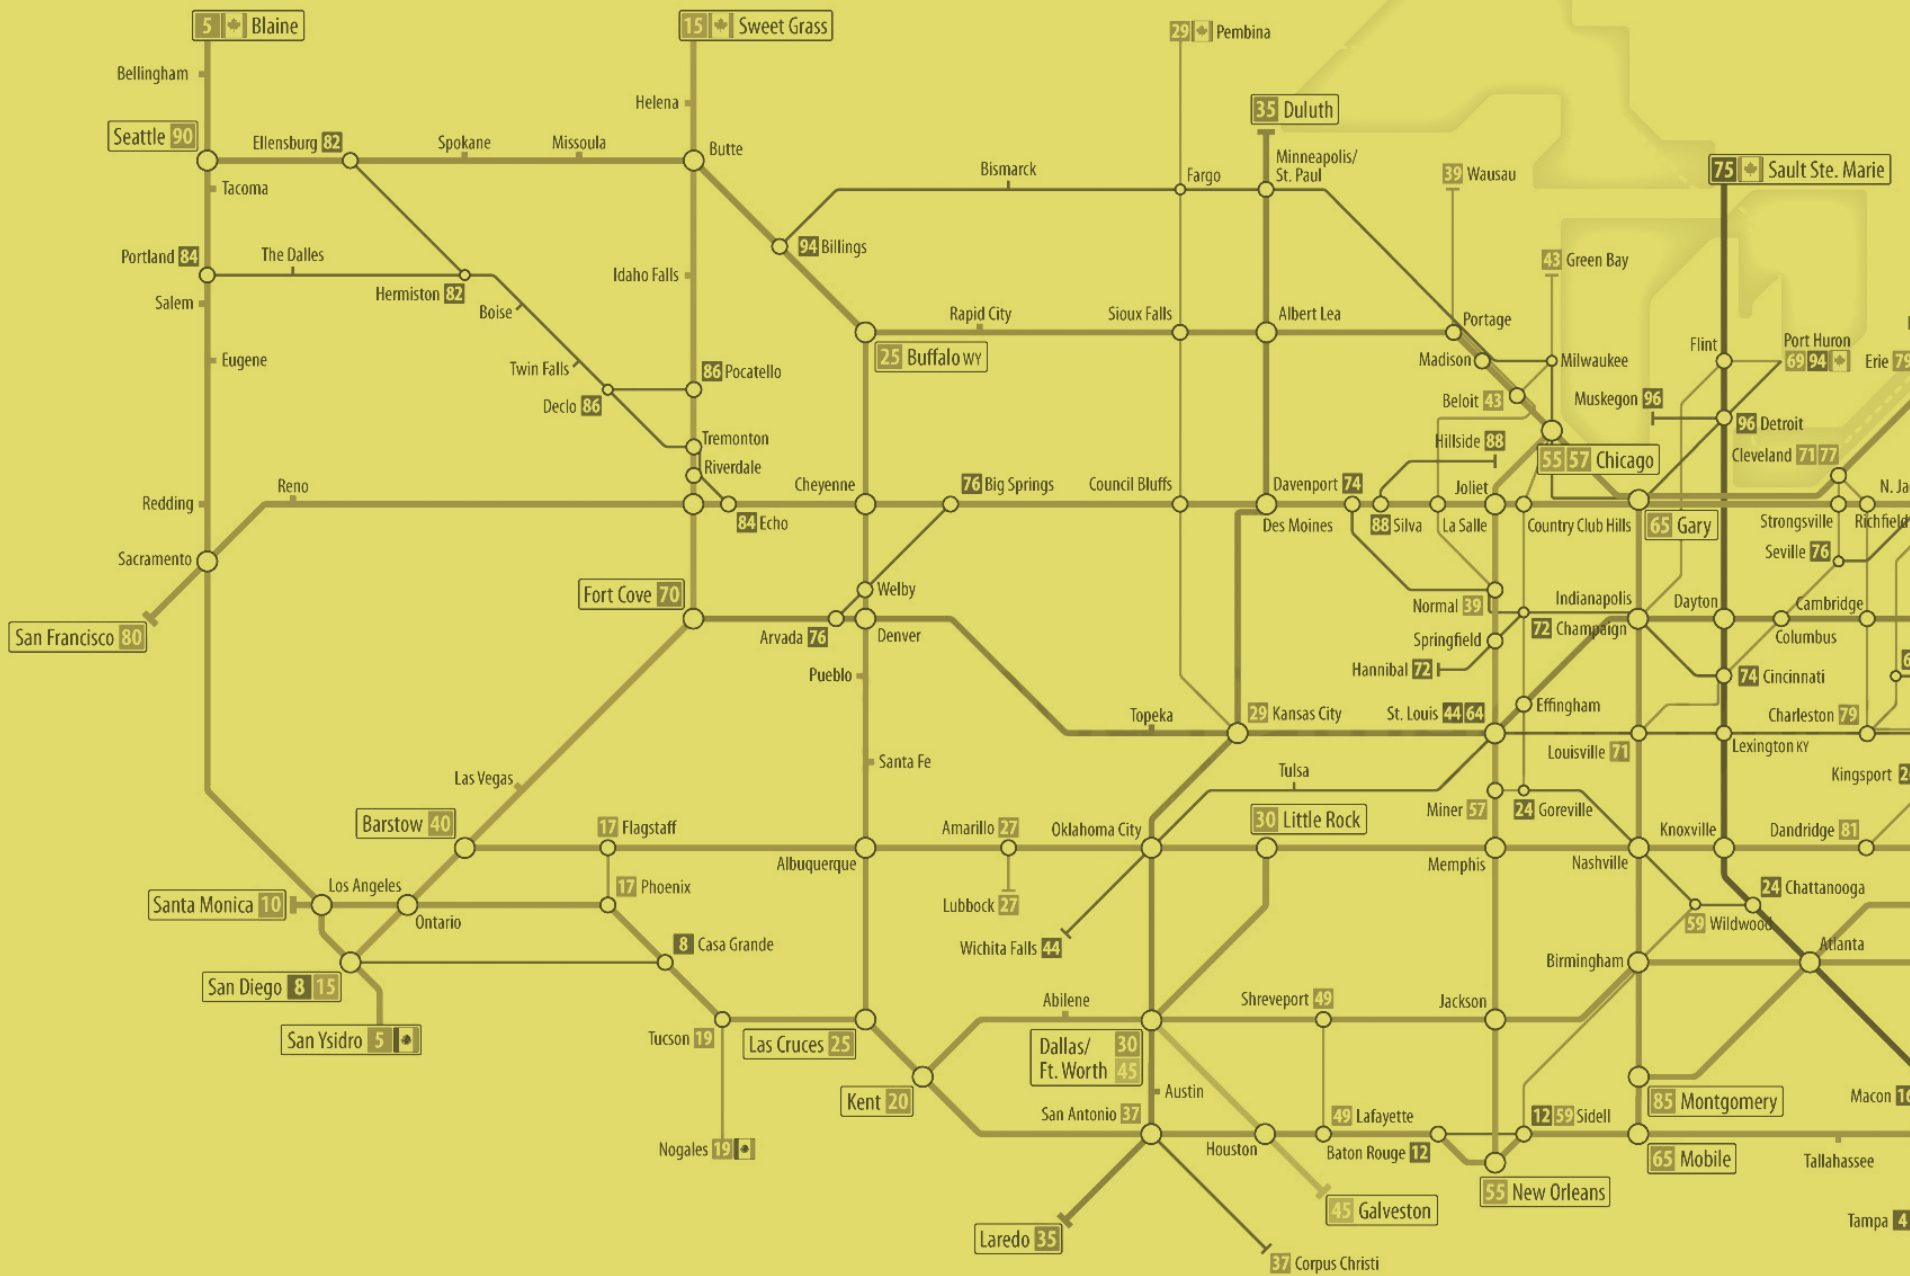 5 Blaine
15 Sweet Grass
29 Pembina
Bellingham
Helena
35 Duluth
Seattle 90
Ellensburg 82
Spokane
Missoula
Butte
Minneapolis/
St. Paul
Bismarck
Fargo
39 Wausau
75 Sault Ste. Marie
Tacoma
Portland 84
The Dalles
94 Billings
43 Green Bay
Idaho Falls
Hermiston 82
Salem
Boise
Rapid City
Sioux Falls
Albert Lea
Portage
Flint
Port Huron
69 94
Erie 79
Eugene
25 Buffalo WY
Madison
Milwaukee
Twin Falls
86 Pocatello
Declo 86
Beloit 43
Muskegon 96
96 Detroit
Tremonton
Hillside 88
Cleveland 71 77
Riverdale
55 57 Chicago
Reno
Cheyenne
76 Big Springs
Council Bluffs
Davenport 74
Joliet
N. Ja
Redding
84 Echo
Des Moines
88 Silva
La Salle
Country Club Hills
65 Gary
Strongsville
Richfield
Sacramento
Seville 76
Fort Cove 70
Welby
Normal 39
Indianapolis
Dayton
Cambridge
San Francisco 80
Arvada 76
Denver
Springfield
72 Champaign
Columbus
Pueblo
Hannibal 72
74 Cincinnati
Topeka
29 Kansas City
St. Louis 44 64
Effingham
Charleston 79
Louisville 71
Lexington KY
Santa Fe
Las Vegas
Tulsa
Kingsport 2
Barstow 40
17 Flagstaff
Amarillo 27
Oklahoma City
30 Little Rock
Miner 57
24 Goreville
Knoxville
Dandridge 81
Albuquerque
Memphis
Nashville
Los Angeles
17 Phoenix
24 Chattanooga
Santa Monica 10
Ontario
Lubbock 27
59 Wildwood
8 Casa Grande
Wichita Falls 44
Birmingham
Atlanta
San Diego 8 15
Abilene
Shreveport 49
Jackson
San Ysidro 5
Tucson 19
Las Cruces 25
Dallas/ 30
Ft. Worth 45
Kent 20
Austin
85 Montgomery
Macon 16
San Antonio 37
49 Lafayette
12 59 Sidell
Nogales 19
Houston
Baton Rouge 12
65 Mobile
Tallahassee
55 New Orleans
45 Galveston
Laredo 35
Tampa 4
37 Corpus Christi